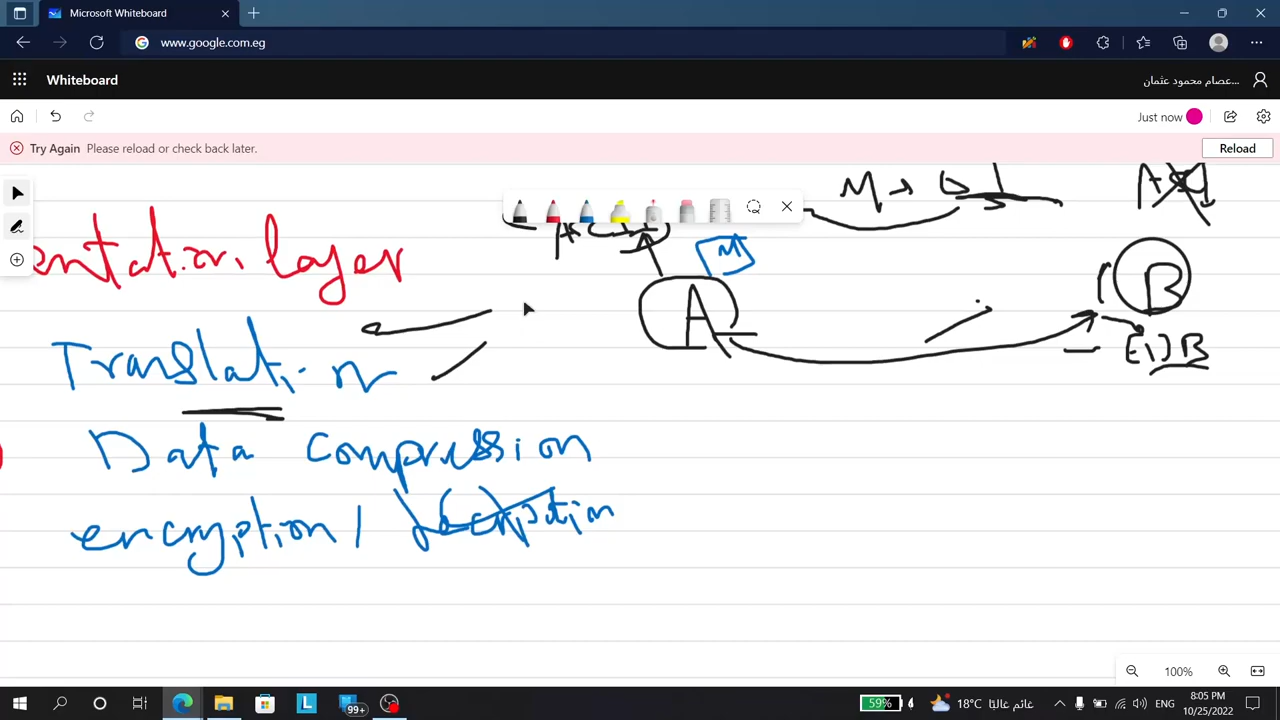 Microsoft Whiteboard
www.google.com.eg
Whiteboard
عصام محمود عثمان...
Just now
Try Again Please reload or check back later.
Reload
M → 
entation layer
M
A
B
Translation
B
Data compression
encryption /
100%
L
99+
59%
18°C غائم غالبًا
ENG
8:05 PM
10/25/2022